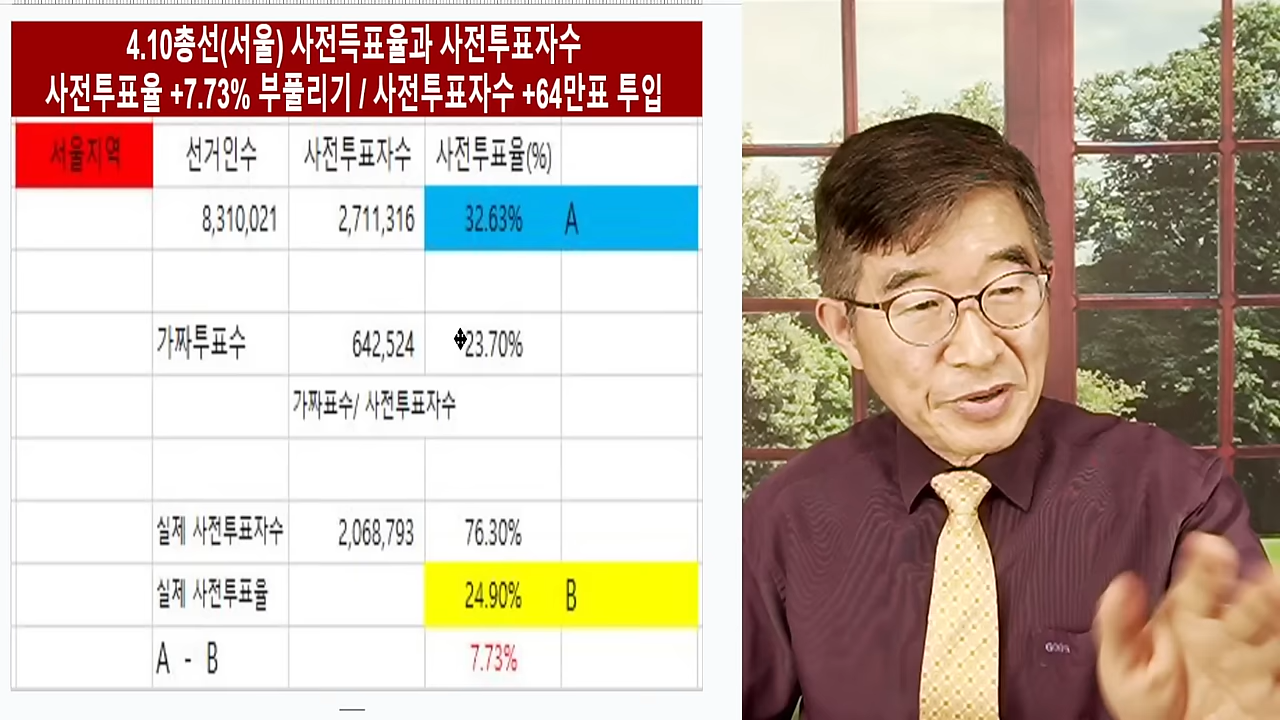 4.10총선(서울) 사전득표율과 사전투표자수
사전투표율 +7.73% 부풀리기 / 사전투표자수 +64만표 투입
서울지역 선거인수 사전투표자수 사전투표율(%)
8,310,021 2,711,316 32.63% A
가짜투표수 642,524 23.70%
가짜표수/ 사전투표자수
실제 사전투표자수 2,068,793 76.30%
실제 사전투표율 24.90% B
A - B 7.73%